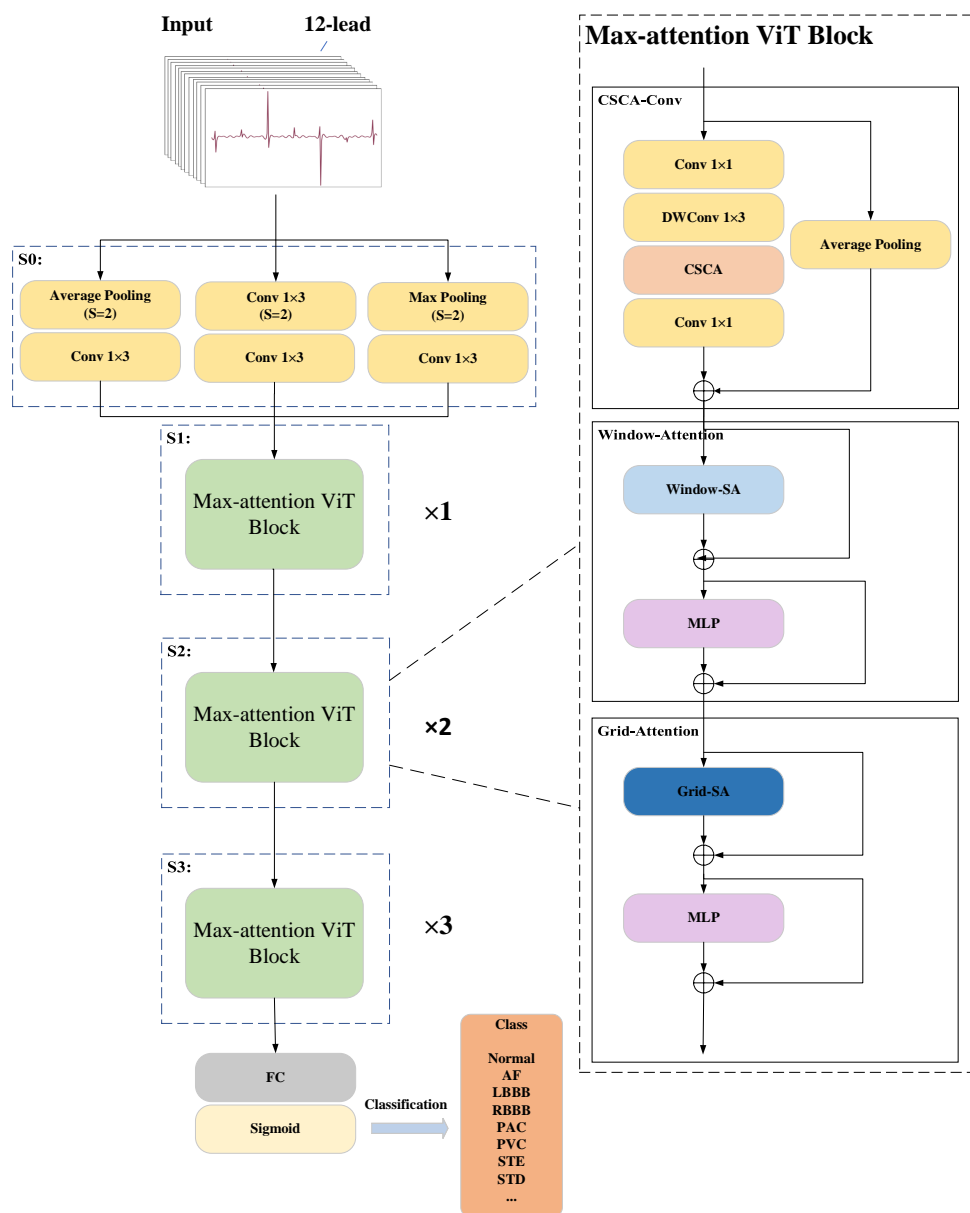 Input 12-lead
S0:
Average Pooling
(S=2)
Conv 1×3
Conv 1×3
(S=2)
Conv 1×3
Max Pooling
(S=2)
Conv 1×3
S1:
Max-attention ViT
Block
×1
S2:
Max-attention ViT
Block
×2
S3:
Max-attention ViT
Block
×3
FC
Sigmoid
Classification
Class
Normal
AF
LBBB
RBBB
PAC
PVC
STE
STD
...
Max-attention ViT Block
CSCA-Conv
Conv 1×1
DWConv 1×3
CSCA
Conv 1×1
Average Pooling
Window-Attention
Window-SA
MLP
Grid-Attention
Grid-SA
MLP